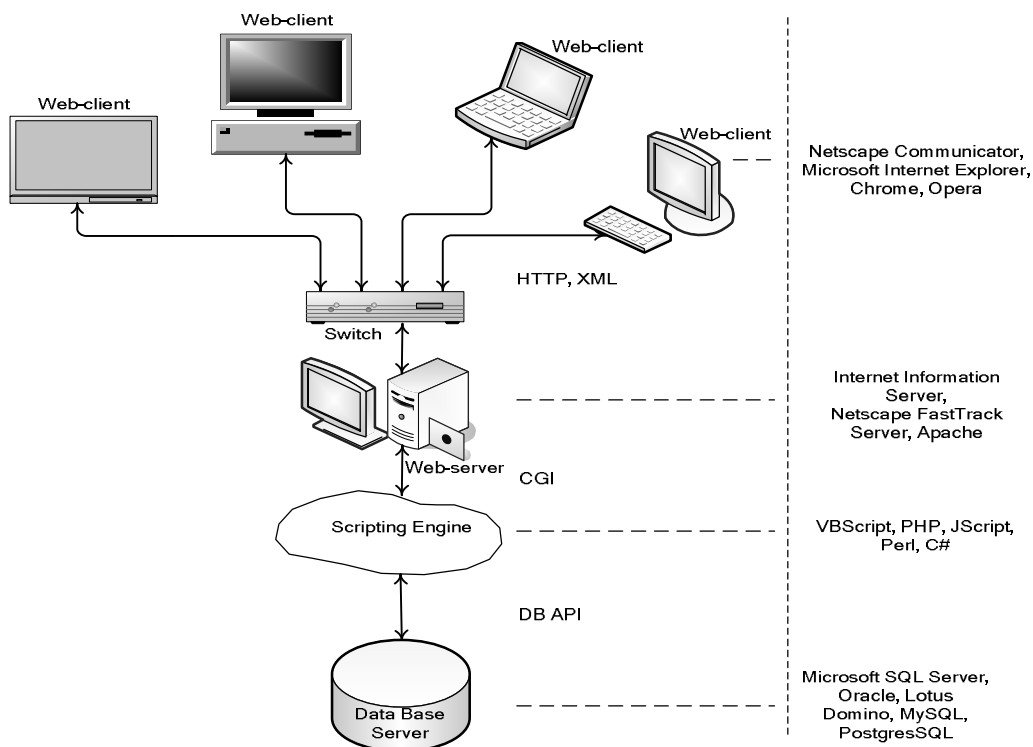 Web-client
Web-client
Web-client
Web-client
Netscape Communicator,
Microsoft Internet Explorer,
Chrome, Opera
HTTP, XML
Switch
Internet Information
Server,
Netscape FastTrack
Server, Apache
Web-server
CGI
Scripting Engine
VBScript, PHP, JScript,
Perl, C#
DB API
Microsoft SQL Server,
Oracle, Lotus
Domino, MySQL,
PostgresSQL
Data Base
Server